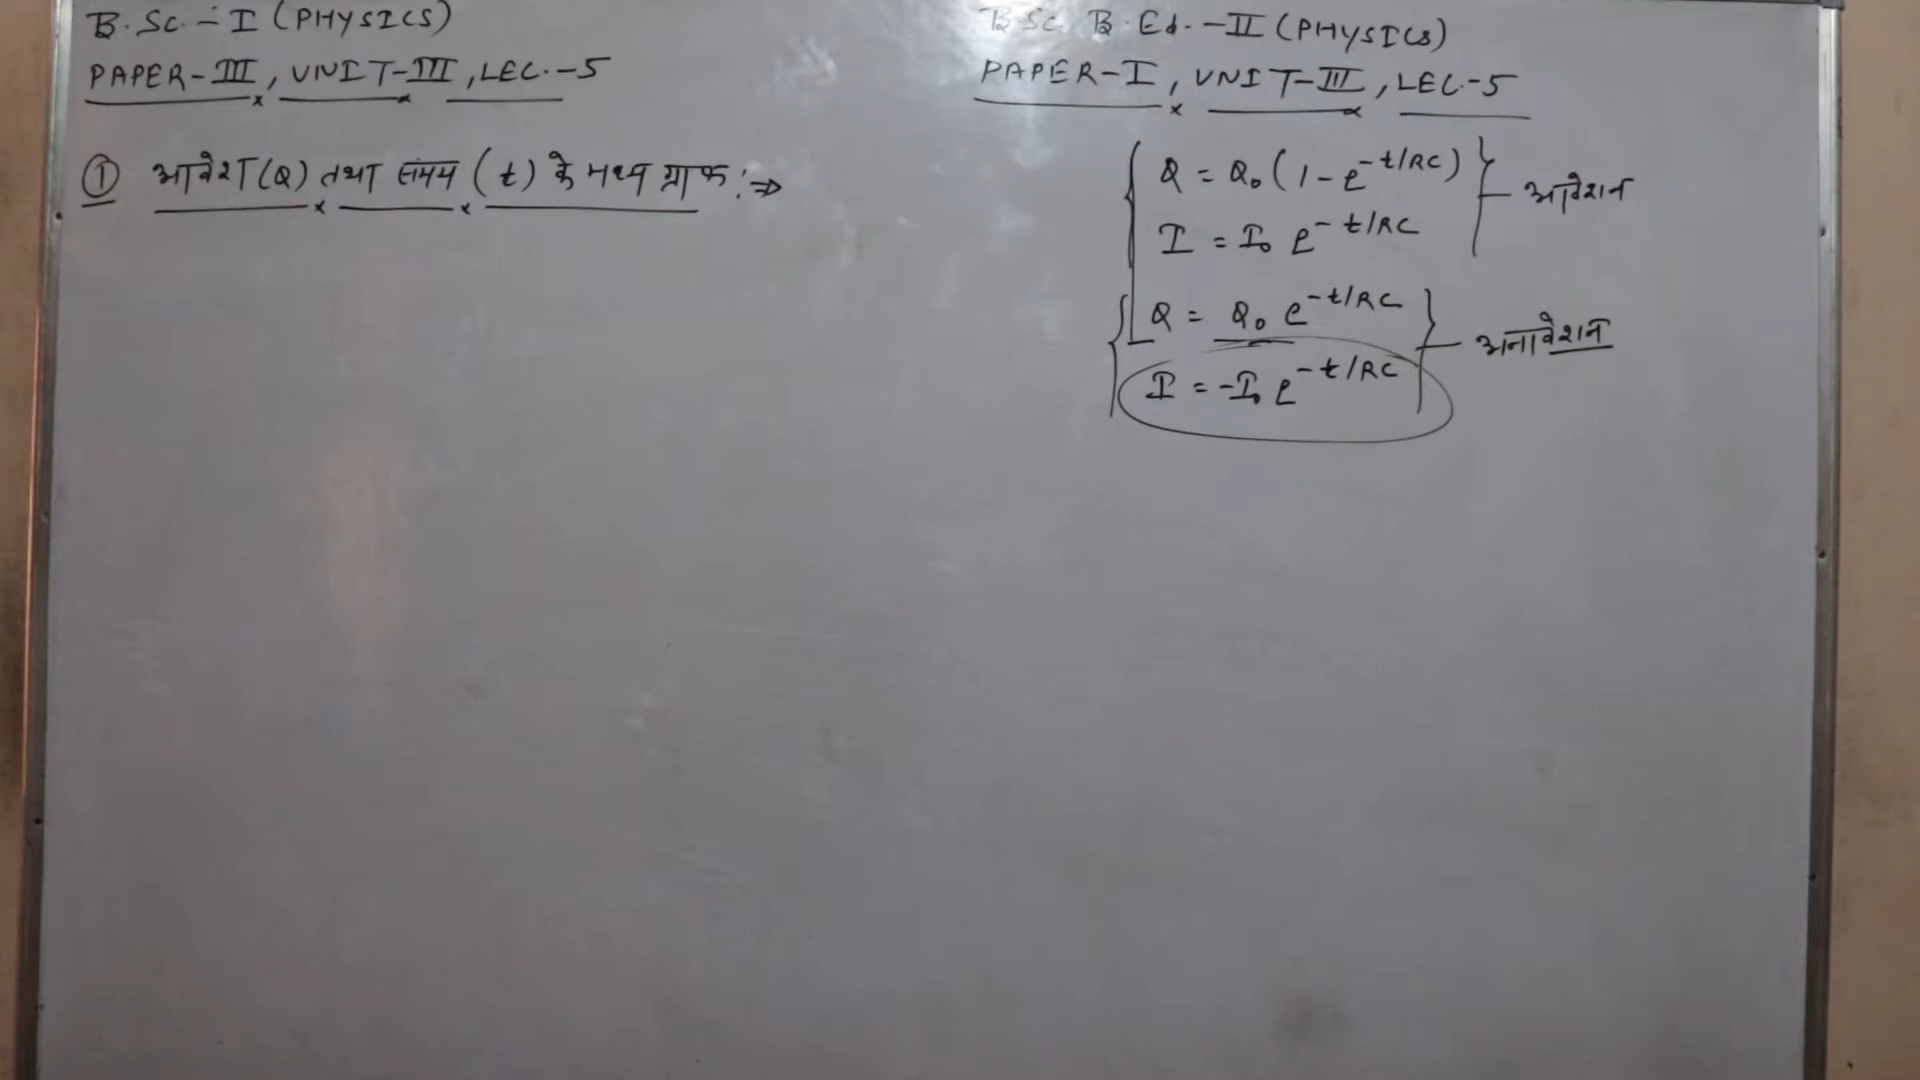 B.Sc.-I (PHYSICS)
PAPER-III, UNIT-III, LEC.-5
① आवेश (Q) तथा समय (t) के मध्य ग्राफ :⇒
B.Sc. B.Ed.-II (PHYSICS)
PAPER-I, UNIT-III, LEC.-5
Q = Q₀ (1 - e^{-t/RC})
I = I₀ e^{-t/RC}
आवेशन
Q = Q₀ e^{-t/RC}
I = -I₀ e^{-t/RC}
अनावेशन